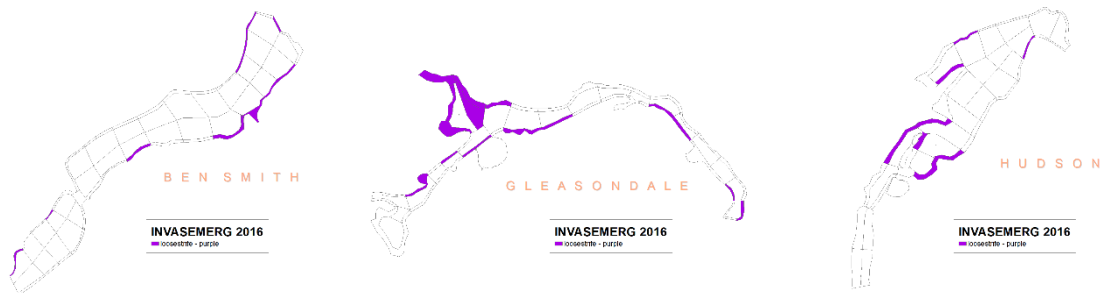 BEN SMITH
INVASEMERG 2016
loosestrife - purple
GLEASONDALE
INVASEMERG 2016
loosestrife - purple
HUDSON
INVASEMERG 2016
loosestrife - purple